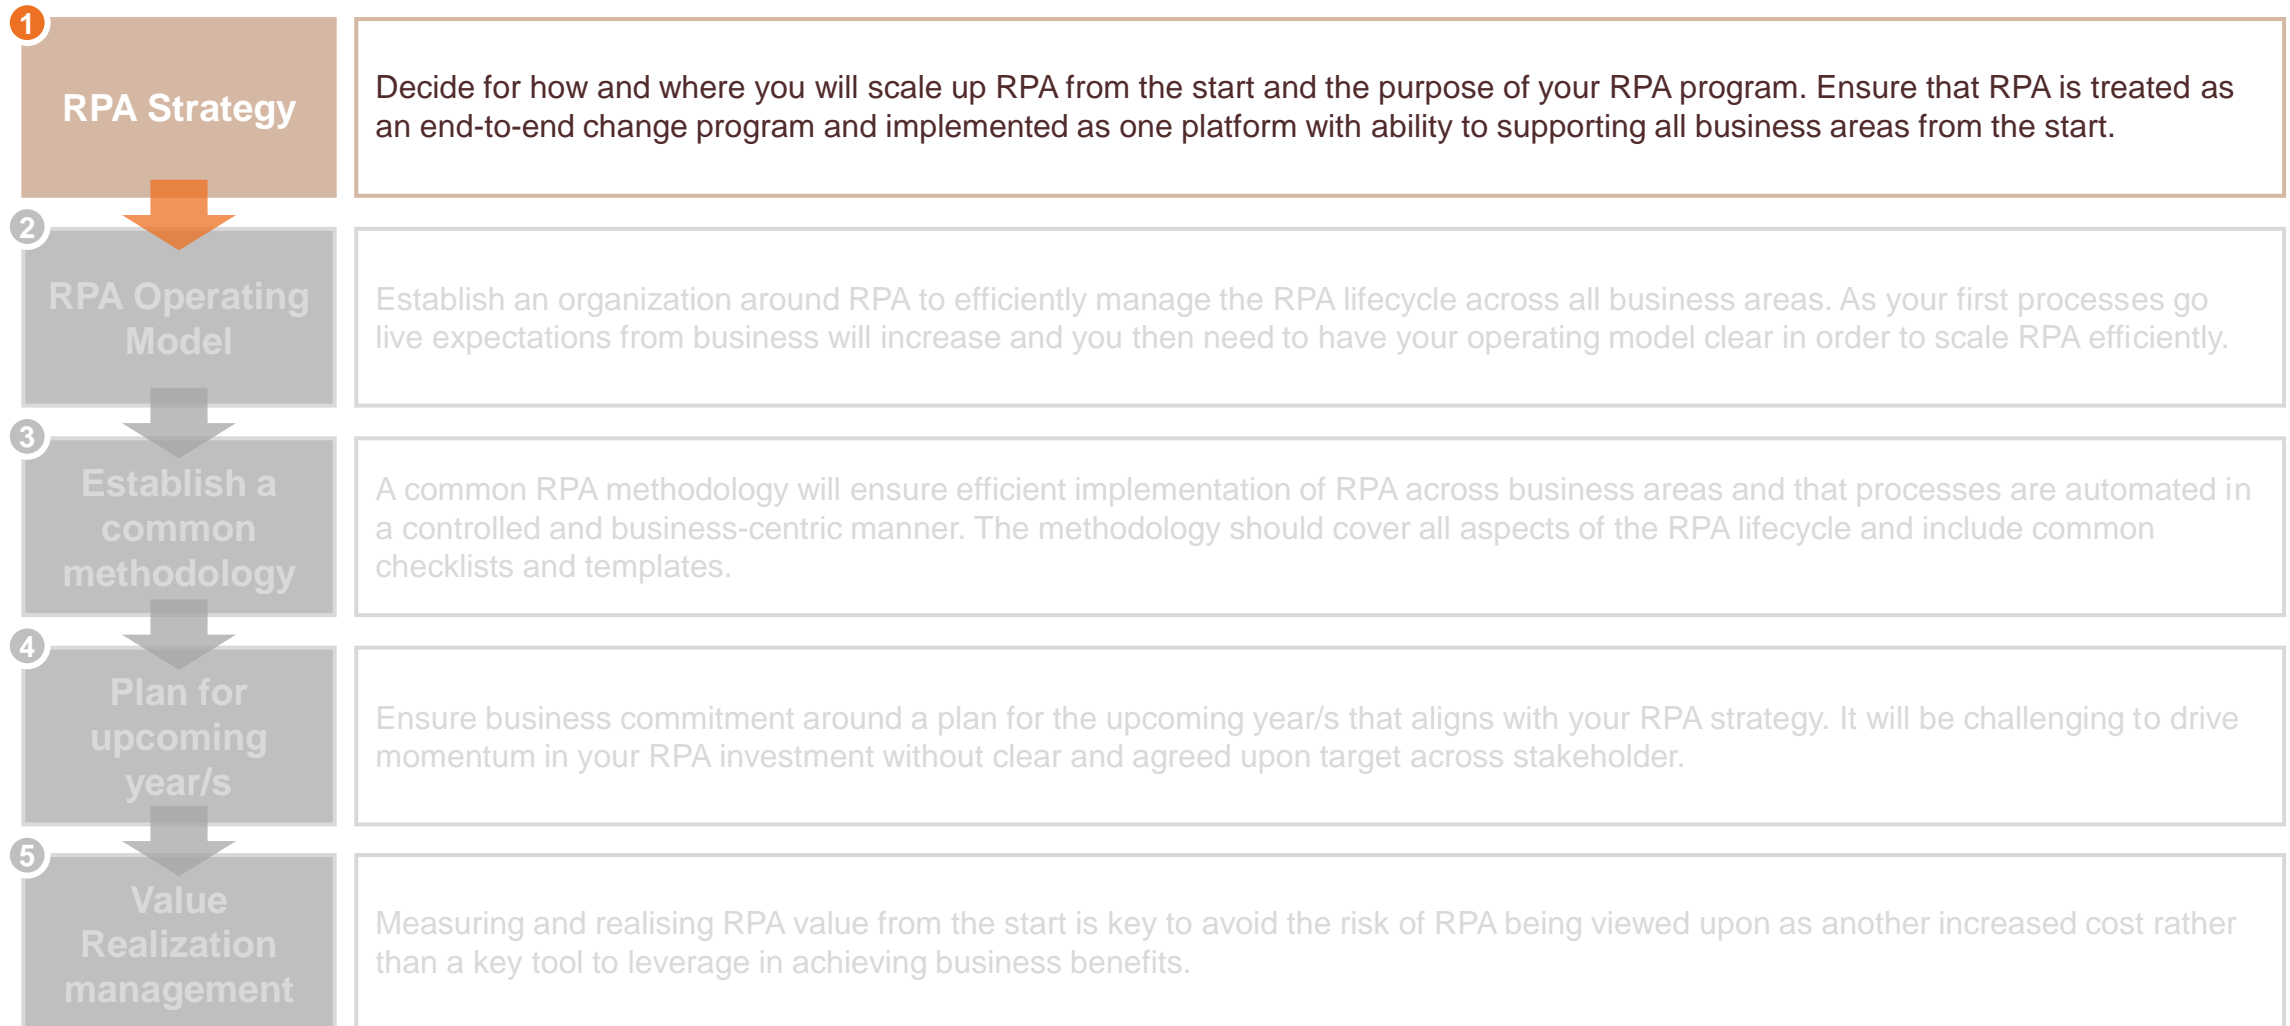 1
RPA Strategy
Decide for how and where you will scale up RPA from the start and the purpose of your RPA program. Ensure that RPA is treated as
an end-to-end change program and implemented as one platform with ability to supporting all business areas from the start.
2
RPA Operating
Model
Establish an organization around RPA to efficiently manage the RPA lifecycle across all business areas. As your first processes go
live expectations from business will increase and you then need to have your operating model clear in order to scale RPA efficiently.
3
Establish a
common
methodology
A common RPA methodology will ensure efficient implementation of RPA across business areas and that processes are automated in
a controlled and business-centric manner. The methodology should cover all aspects of the RPA lifecycle and include common
checklists and templates.
4
Plan for
upcoming
year/s
Ensure business commitment around a plan for the upcoming year/s that aligns with your RPA strategy. It will be challenging to drive
momentum in your RPA investment without clear and agreed upon target across stakeholder.
5
Value
Realization
management
Measuring and realising RPA value from the start is key to avoid the risk of RPA being viewed upon as another increased cost rather
than a key tool to leverage in achieving business benefits.